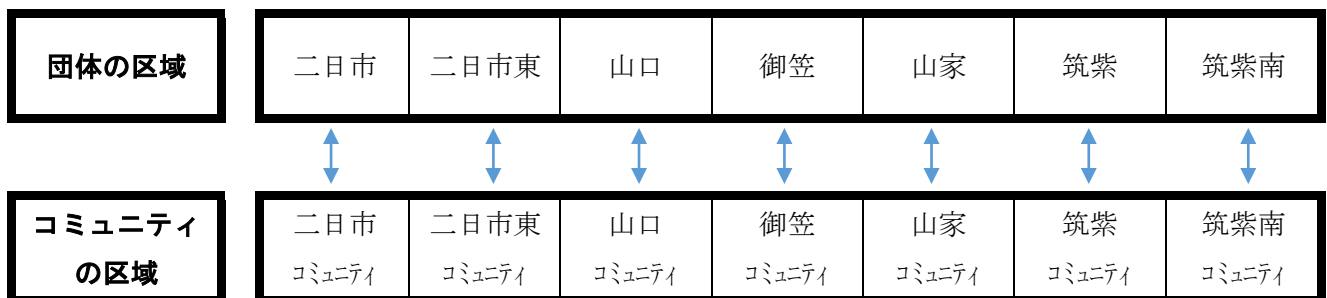 団体の区域
二日市 二日市東 山口 御笠 山家 筑紫 筑紫南
コミュニティ
の区域
二日市 二日市東 山口 御笠 山家 筑紫 筑紫南
コミュニティ コミュニティ コミュニティ コミュニティ コミュニティ コミュニティ コミュニティ